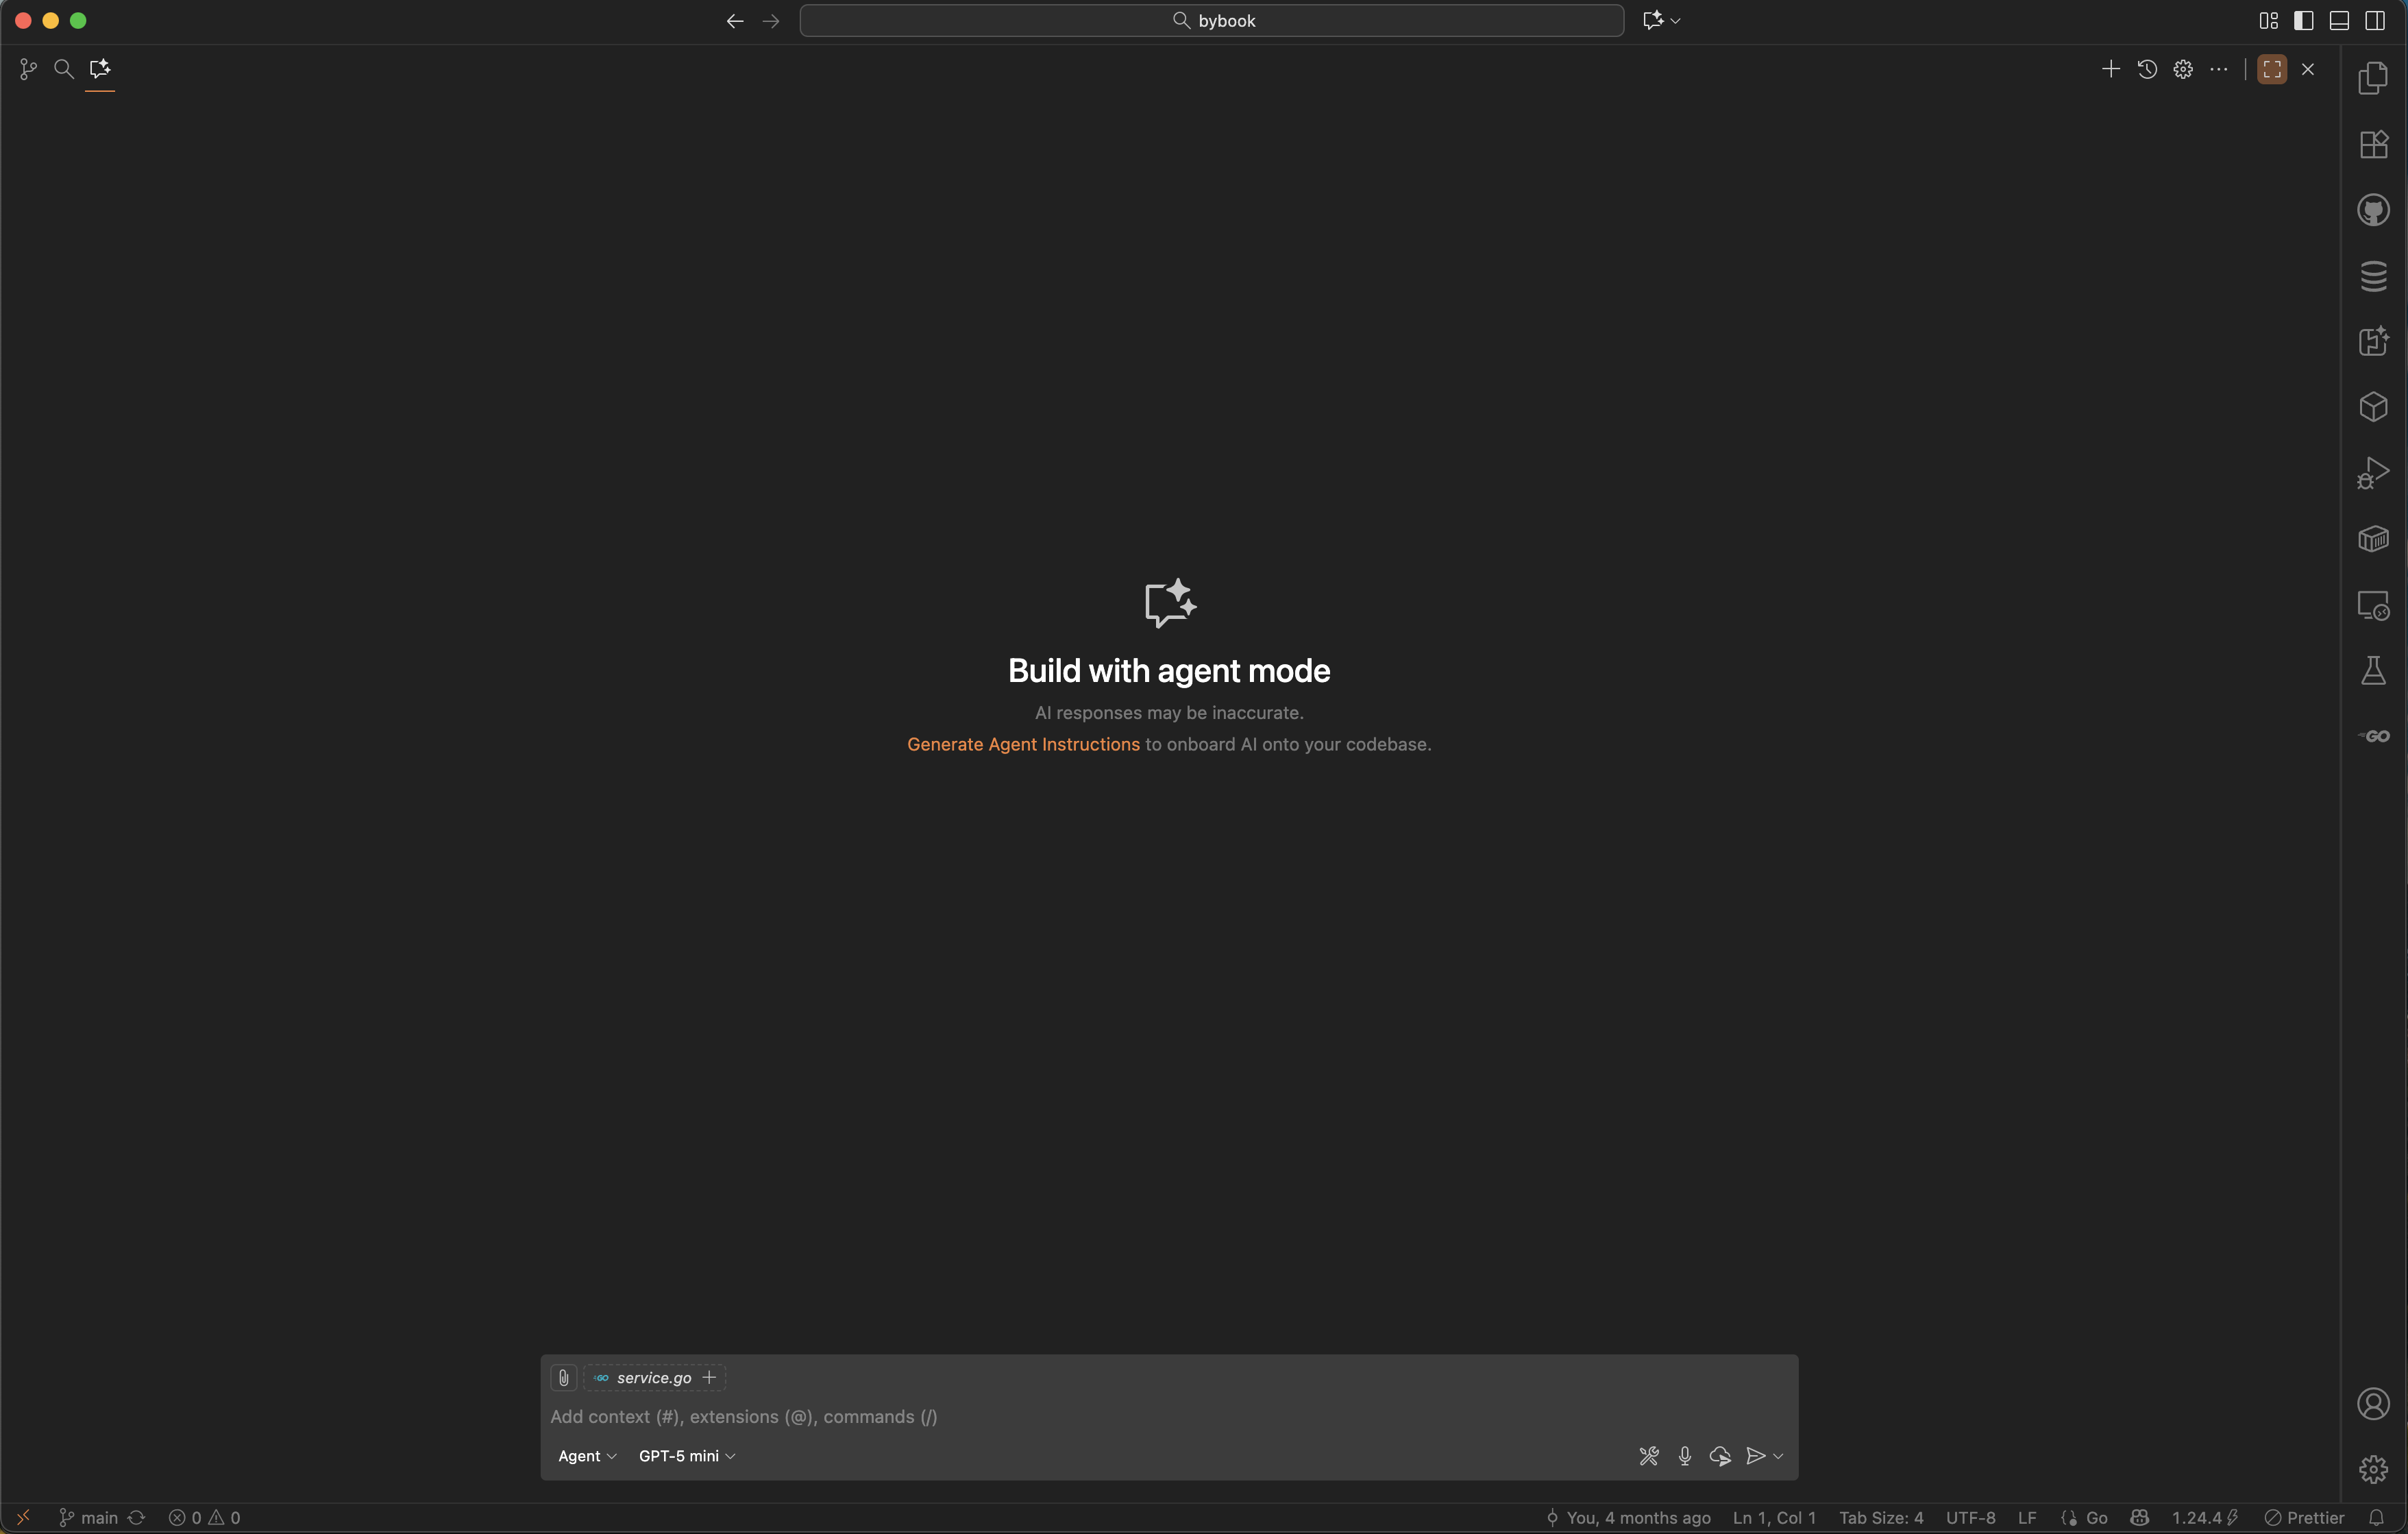 bybook
Build with agent mode
AI responses may be inaccurate.
Generate Agent Instructions to onboard AI onto your codebase.
GO
GO service.go
Add context (#), extensions (@), commands (/)
Agent GPT-5 mini
main 0 0 You, 4 months ago Ln 1, Col 1 Tab Size: 4 UTF-8 LF Go 1.24.4 Prettier